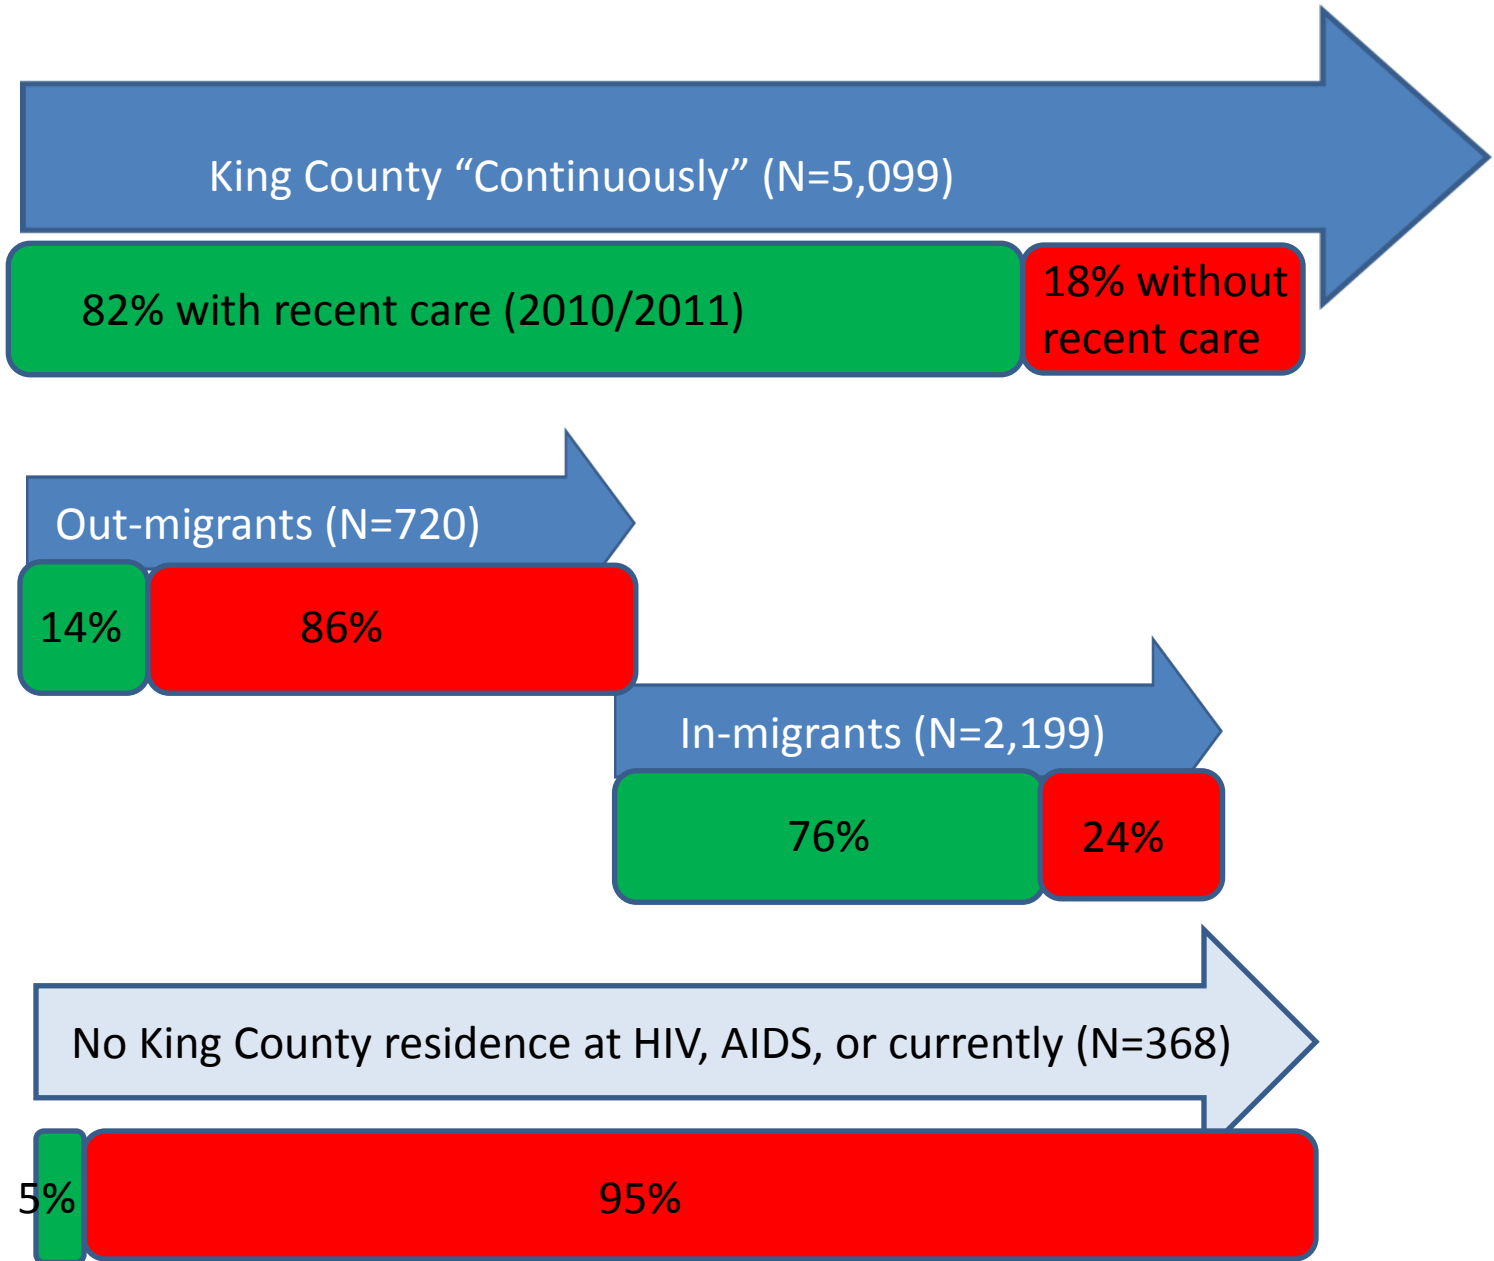 King County “Continuously” (N=5,099)
82% with recent care (2010/2011)
18% without
recent care
Out-migrants (N=720)
14%
86%
In-migrants (N=2,199)
76%
24%
No King County residence at HIV, AIDS, or currently (N=368)
5%
95%